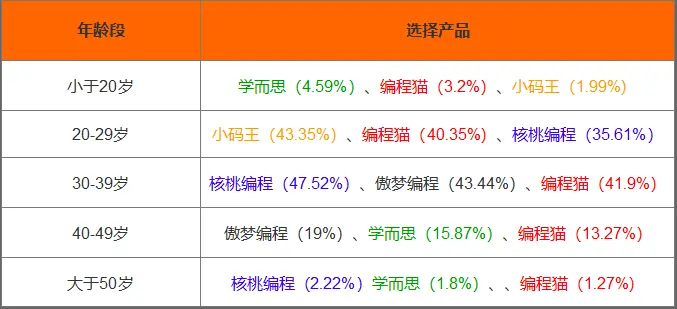 年龄段 选择产品
小于20岁 学而思（4.59%）、编程猫（3.2%）、小码王（1.99%）
20-29岁 小码王（43.35%）、编程猫（40.35%）、核桃编程（35.61%）
30-39岁 核桃编程（47.52%）、傲梦编程（43.44%）、编程猫（41.9%）
40-49岁 傲梦编程（19%）、学而思（15.87%）、编程猫（13.27%）
大于50岁 核桃编程（2.22%）学而思（1.8%）、、编程猫（1.27%）